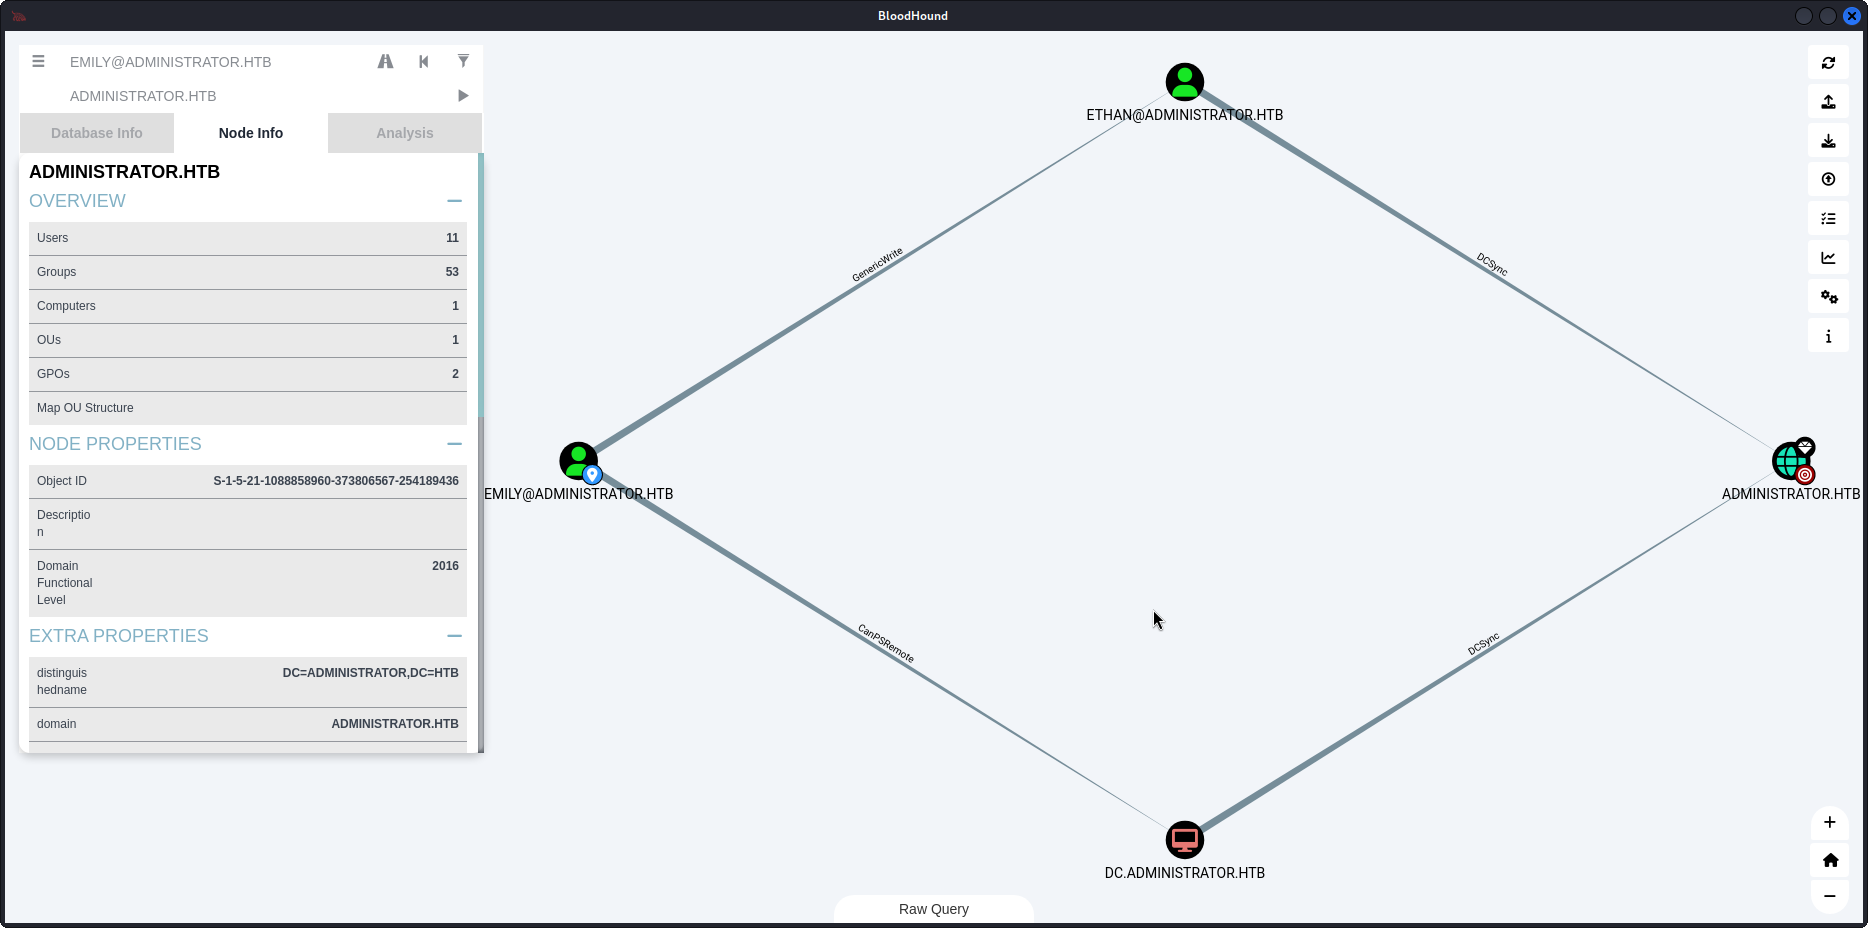 BloodHound
EMILY@ADMINISTRATOR.HTB
ADMINISTRATOR.HTB
Database Info
Node Info
Analysis
ADMINISTRATOR.HTB
OVERVIEW
Users 11
Groups 53
Computers 1
OUs 1
GPOs 2
Map OU Structure
NODE PROPERTIES
Object ID S-1-5-21-1088858960-373806567-254189436
Descriptio
n
Domain 2016
Functional
Level
EXTRA PROPERTIES
distinguis DC=ADMINISTRATOR,DC=HTB
hedname
domain ADMINISTRATOR.HTB
ETHAN@ADMINISTRATOR.HTB
GenericWrite
DCSync
EMILY@ADMINISTRATOR.HTB
ADMINISTRATOR.HTB
CanPSRemote
DCSync
DC.ADMINISTRATOR.HTB
Raw Query